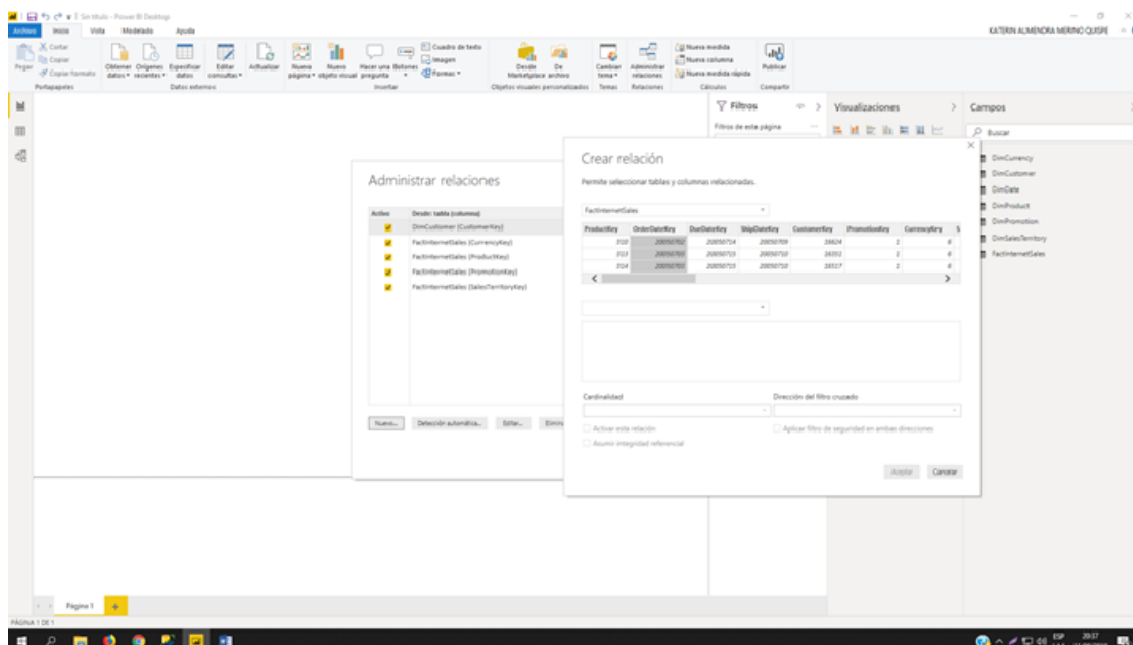 Sin título - Power BI Desktop
KATERIN ALMENDRA MERINO QUISPE
Archivo Inicio Vista Modelado Ayuda
Pegar
Cortar
Copiar
Copiar formato
Portapapeles
Obtener datos
Orígenes recientes
Especificar datos
Editar consultas
Actualizar
Datos externos
Nueva página
Nuevo objeto visual
Hacer una pregunta
Botones
Cuadro de texto
Imagen
Formas
Insertar
Desde Marketplace
De archivo
Objetos visuales personalizados
Cambiar tema
Temas
Administrar relaciones
Relaciones
Nueva medida
Nueva columna
Nueva medida rápida
Cálculos
Publicar
Compartir
Filtros
Filtros de esta página
Visualizaciones
Campos
Buscar
DimCurrency
DimCustomer
DimDate
DimProduct
DimPromotion
DimSalesTerritory
FactInternetSales
Administrar relaciones
Activo Desde: tabla (columna)
DimCustomer (CustomerKey)
FactInternetSales (CurrencyKey)
FactInternetSales (ProductKey)
FactInternetSales (PromotionKey)
FactInternetSales (SalesTerritoryKey)
Nuevo... Detección automática... Editar...
Crear relación
Permite seleccionar tablas y columnas relacionadas.
FactInternetSales
ProductKey OrderDateKey DueDateKey ShipDateKey CustomerKey PromotionKey CurrencyKey
Cardinalidad Dirección del filtro cruzado
Activar esta relación Aplicar filtro de seguridad en ambas direcciones
Asumir integridad referencial
Aceptar Cancelar
Página 1
PÁGINA 1 DE 1
ESP 20:37